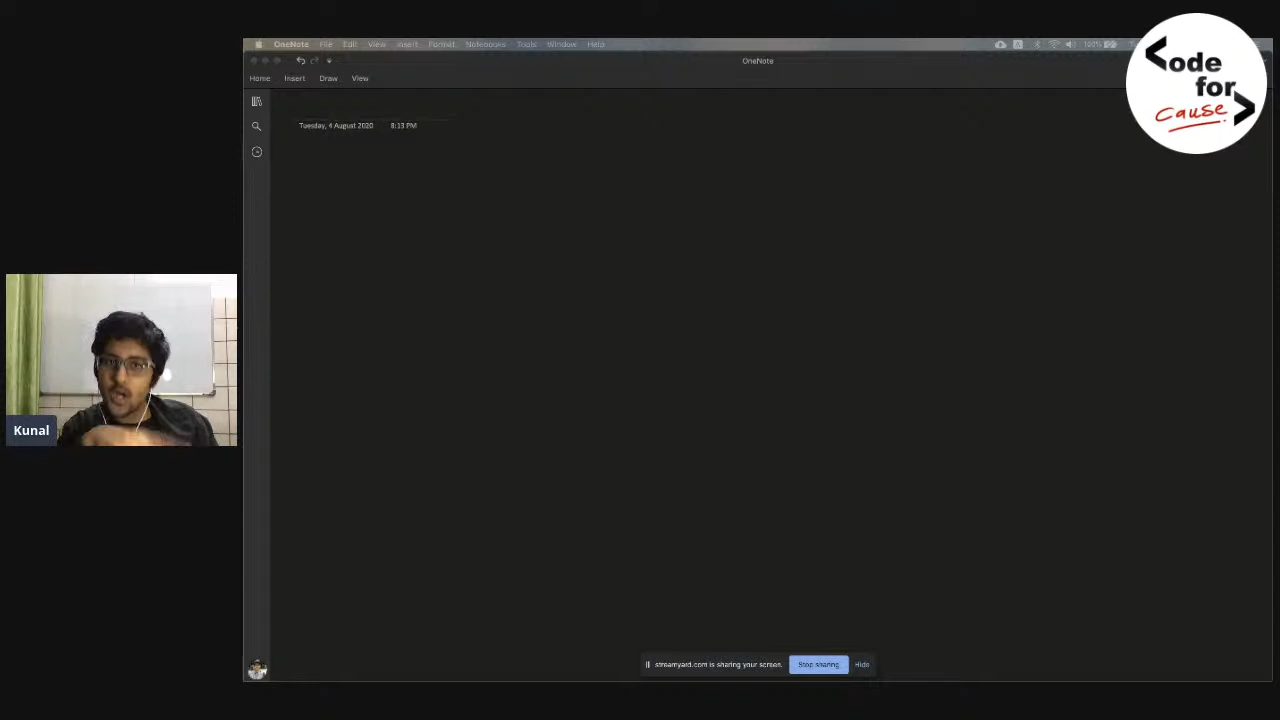 OneNote File Edit View Insert Format Notebooks Tools Window Help 100%
OneNote
Home Insert Draw View
Tuesday, 4 August 2020 8:13 PM
<ode
for
cause>
Kunal
streamyard.com is sharing your screen. Stop sharing Hide